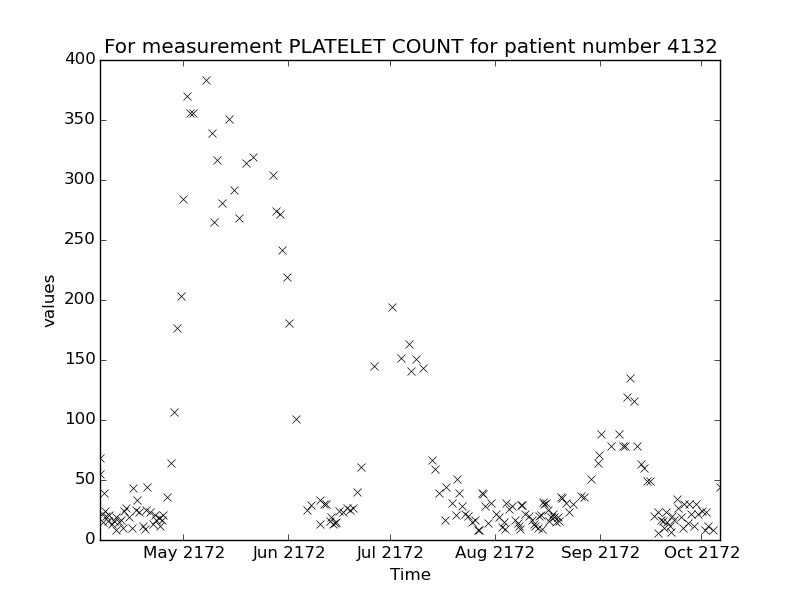 For measurement PLATELET COUNT for patient number 4132
400
350
300
250
200
150
100
50
0
values
May 2172 Jun 2172 Jul 2172 Aug 2172 Sep 2172 Oct 2172
Time